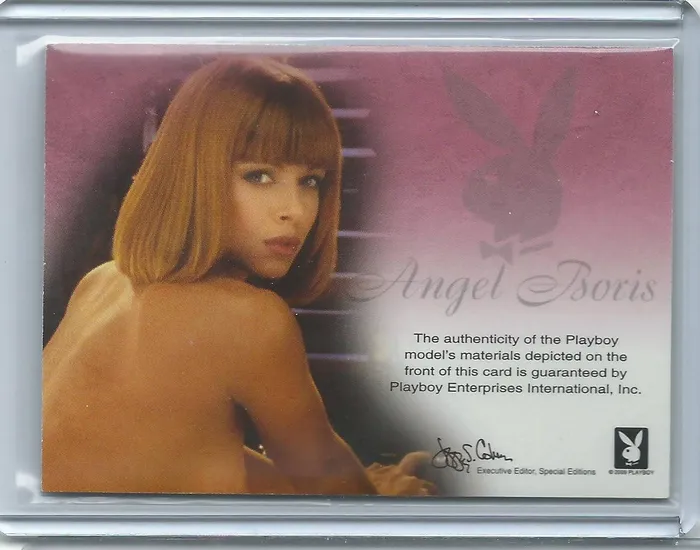 Angel Boris
The authenticity of the Playboy
model's materials depicted on the
front of this card is guaranteed by
Playboy Enterprises International, Inc.
Executive Editor, Special Editions
PLAYBOY